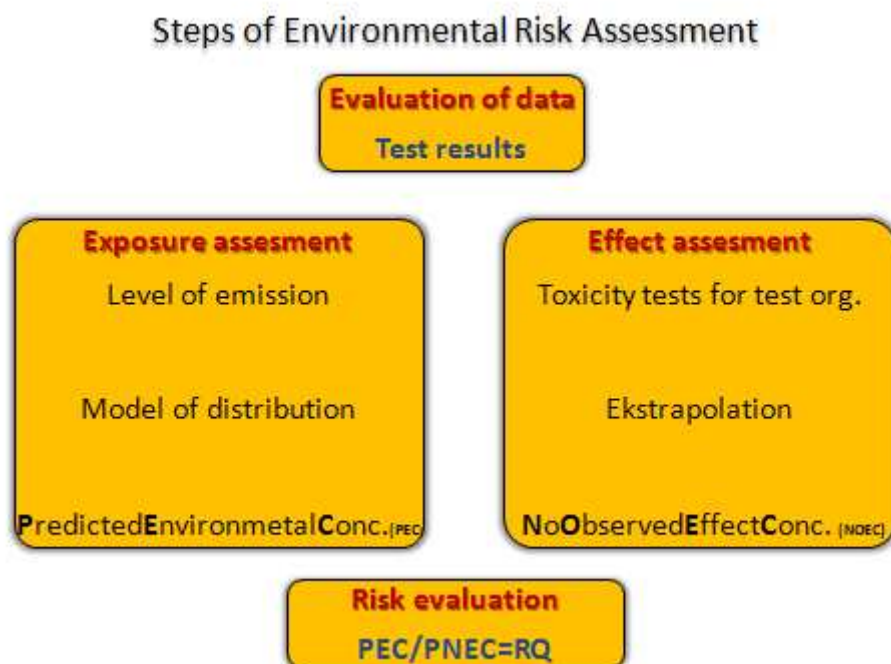 Steps of Environmental Risk Assessment
Evaluation of data
Test results
Exposure assesment
Level of emission
Model of distribution
PredictedEnvironmetalConc.(PEC
Effect assesment
Toxicity tests for test org.
Ekstrapolation
NoObservedEffectConc. (NOEC)
Risk evaluation
PEC/PNEC=RQ